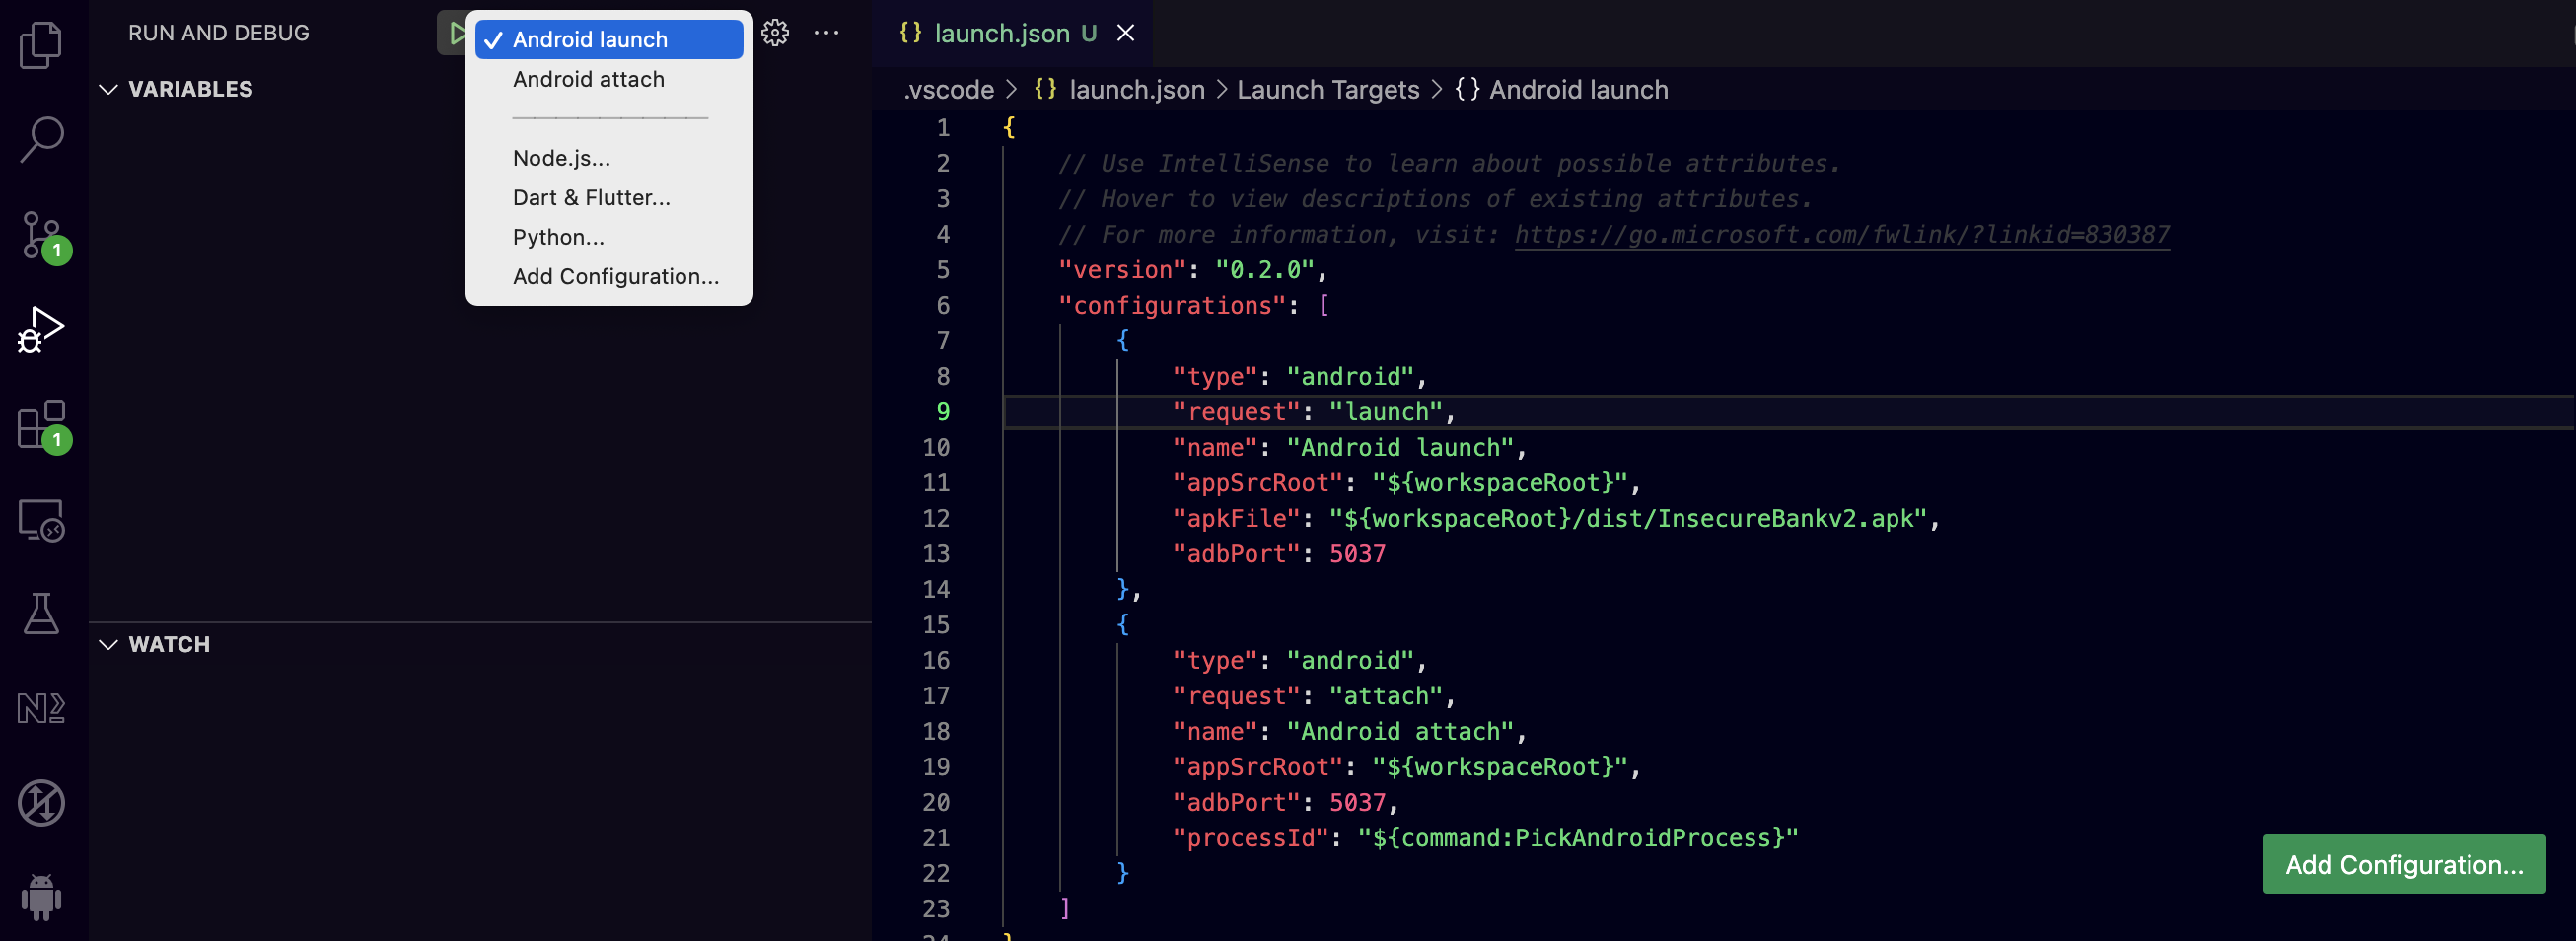 RUN AND DEBUG
✓ Android launch
Android attach
Node.js...
Dart & Flutter...
Python...
Add Configuration...
VARIABLES
WATCH
1
1
{} launch.json U
.vscode > {} launch.json > Launch Targets > {} Android launch
1 {
2 // Use IntelliSense to learn about possible attributes.
3 // Hover to view descriptions of existing attributes.
4 // For more information, visit: https://go.microsoft.com/fwlink/?linkid=830387
5 "version": "0.2.0",
6 "configurations": [
7 {
8 "type": "android",
9 "request": "launch",
10 "name": "Android launch",
11 "appSrcRoot": "${workspaceRoot}",
12 "apkFile": "${workspaceRoot}/dist/InsecureBankv2.apk",
13 "adbPort": 5037
14 },
15 {
16 "type": "android",
17 "request": "attach",
18 "name": "Android attach",
19 "appSrcRoot": "${workspaceRoot}",
20 "adbPort": 5037,
21 "processId": "${command:PickAndroidProcess}"
22 }
23 ]
24 }
Add Configuration...